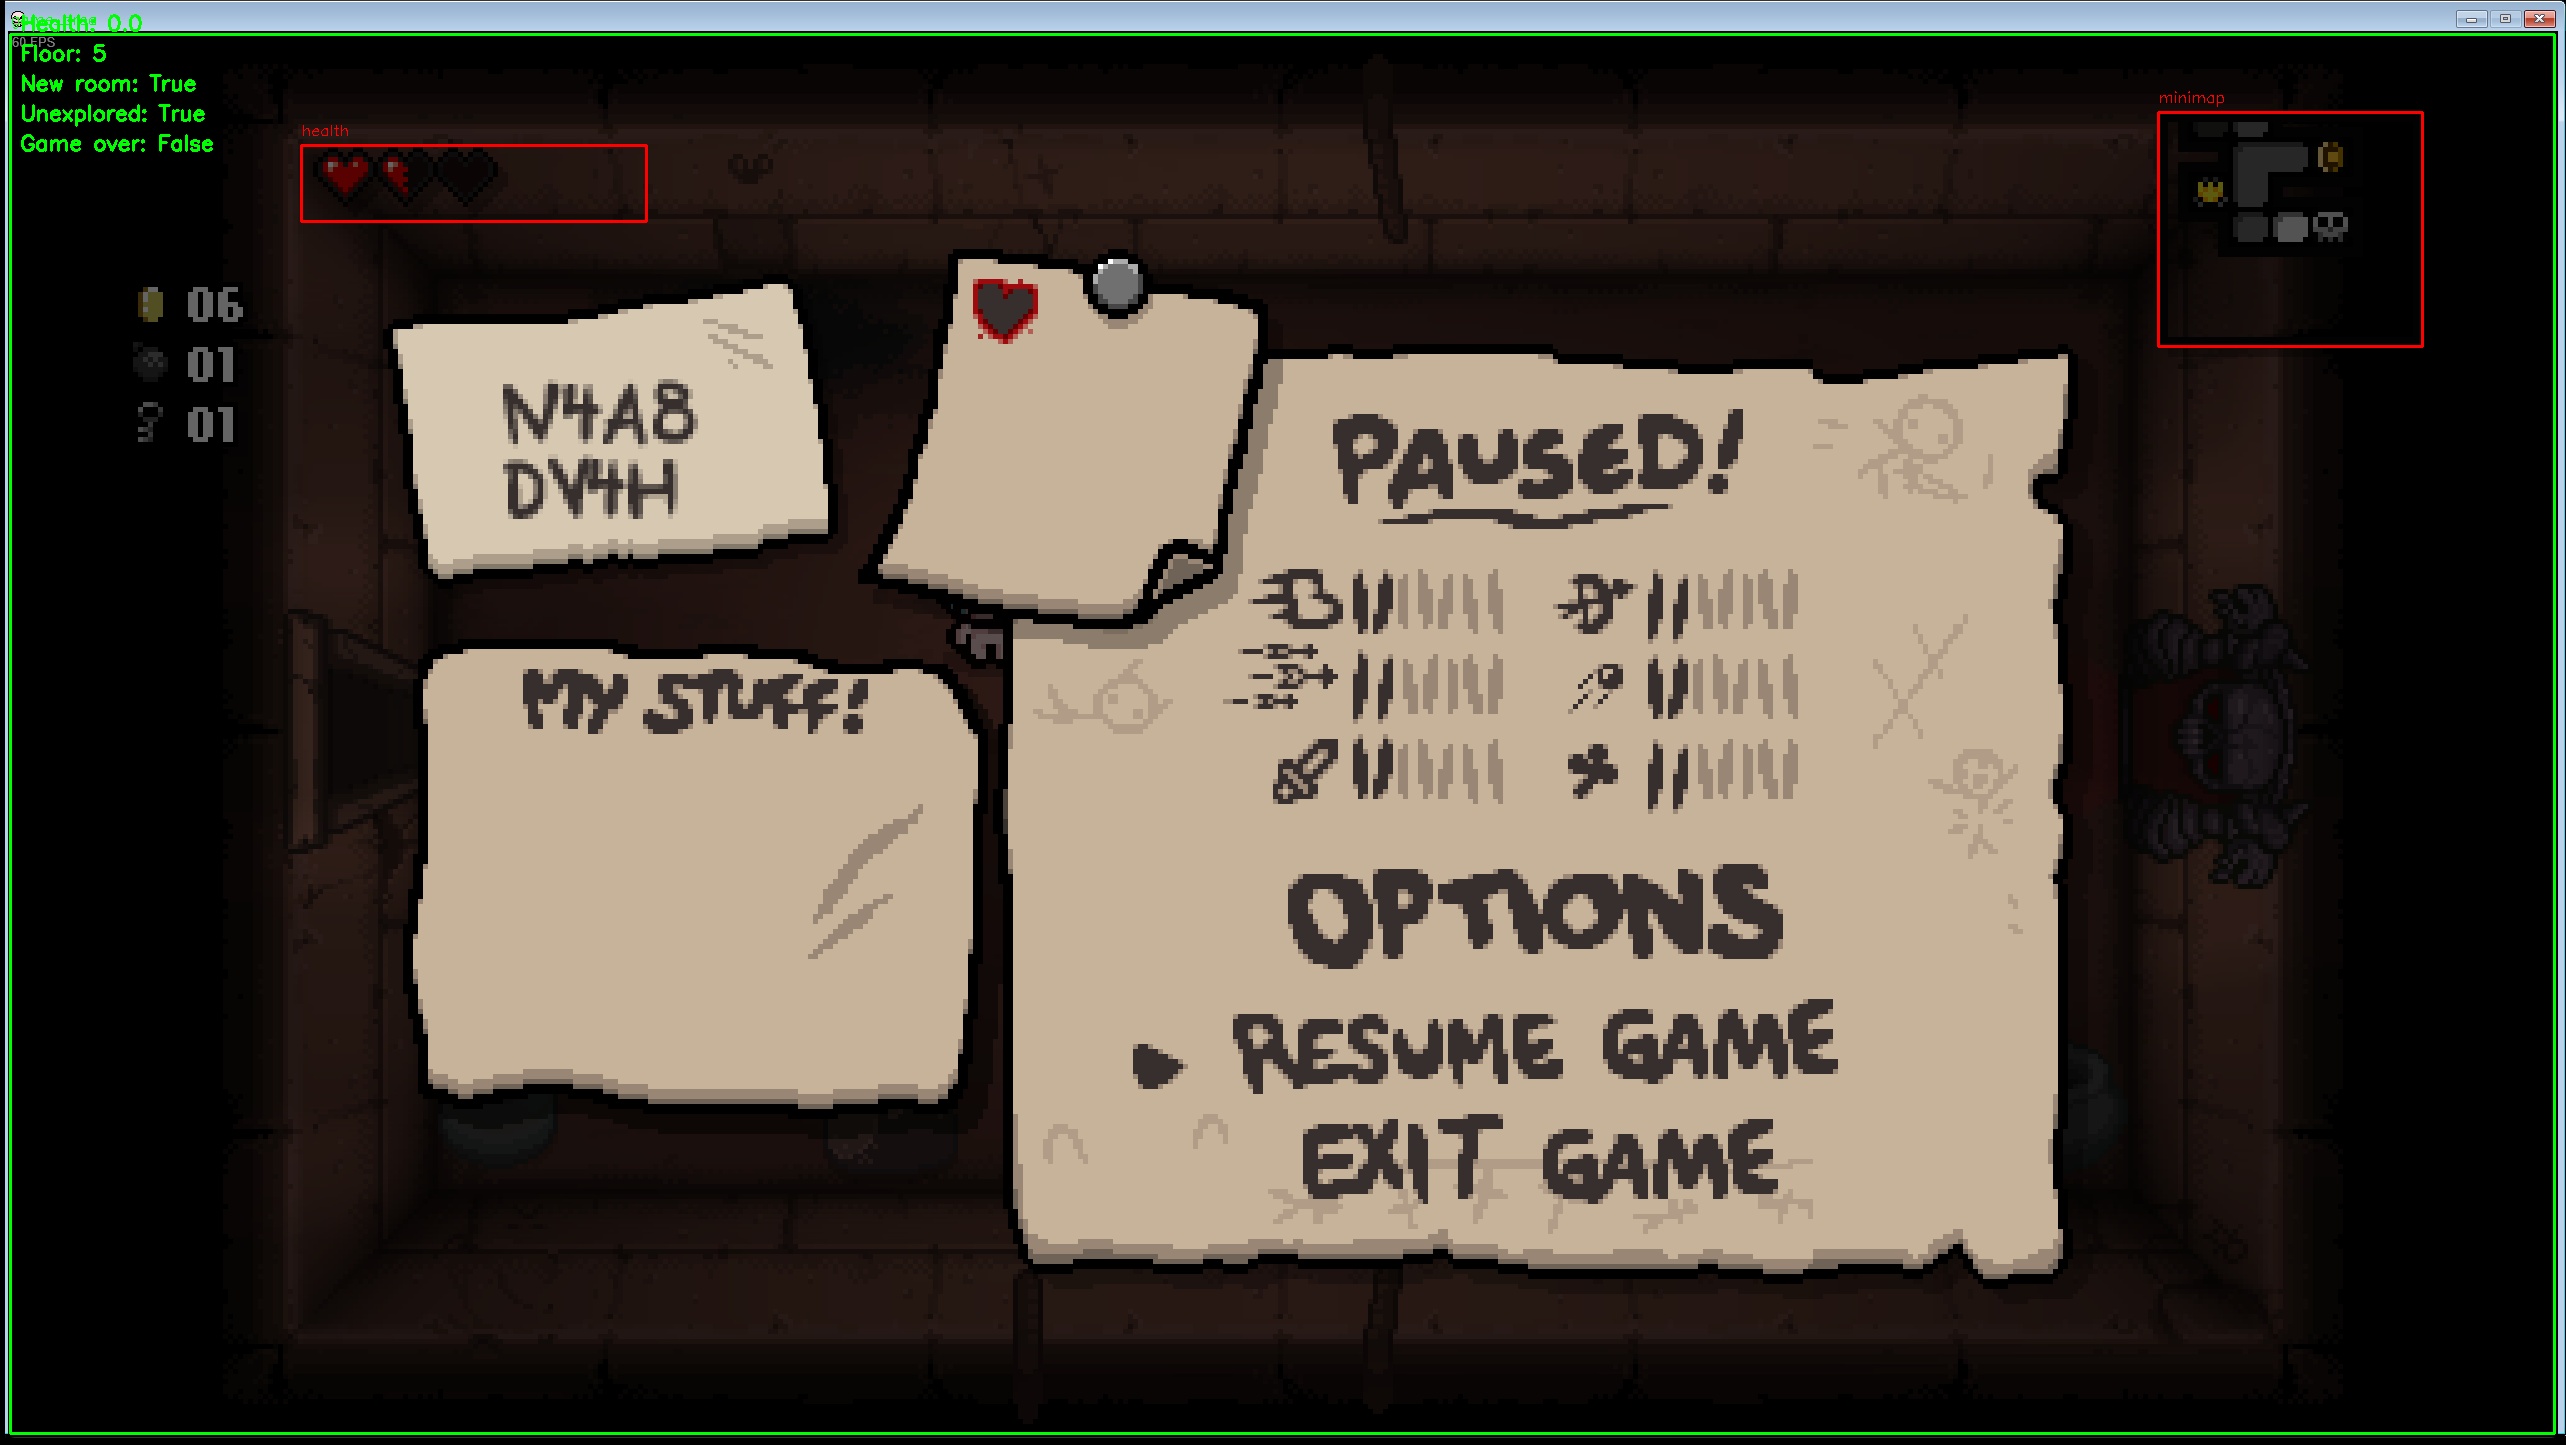 Health: 0.0
60 FPS
Floor: 5
New room: True
Unexplored: True
Game over: False
health
minimap
06
01
01
N4A8
DV4H
PAUSED!
MY STUFF!
OPTIONS
RESUME GAME
EXIT GAME